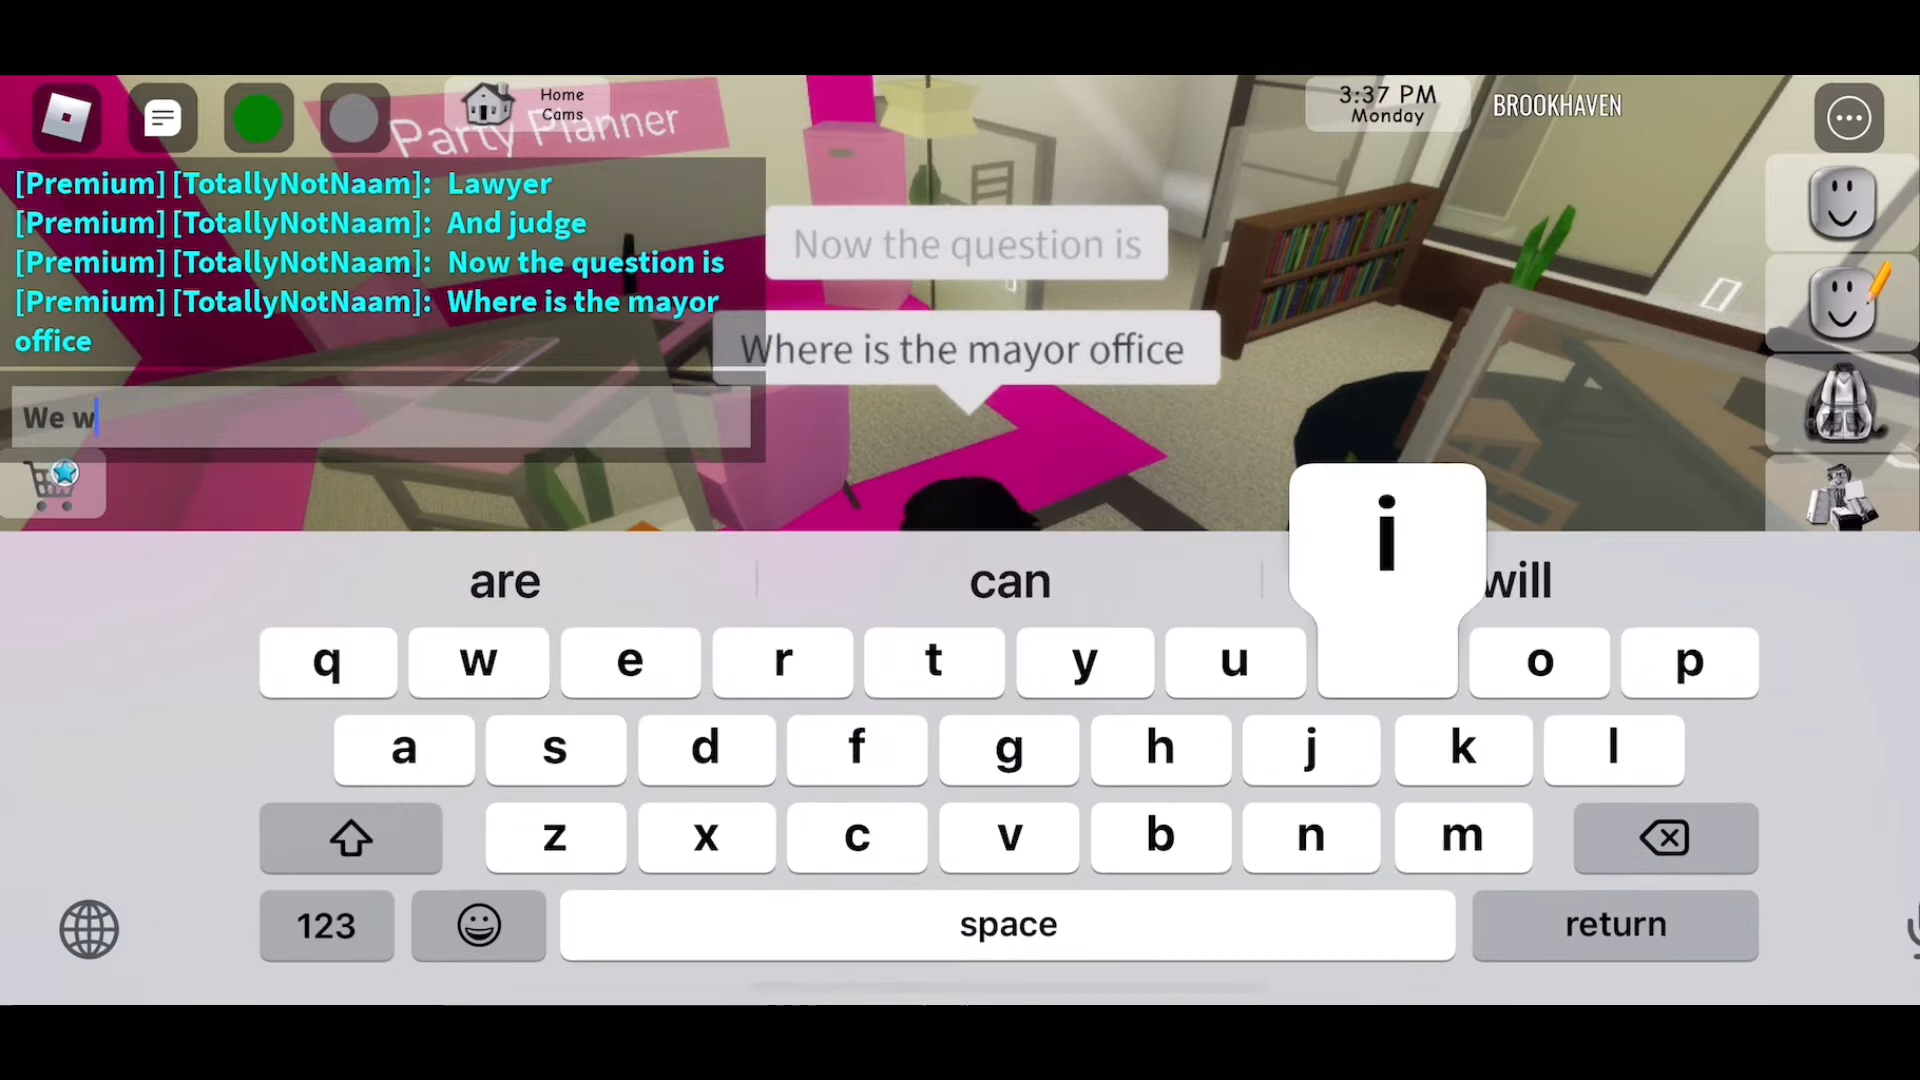 Home
Cams
3:37 PM
Monday
BROOKHAVEN
Party Planner
[Premium] [TotallyNotNaam]: Lawyer
[Premium] [TotallyNotNaam]: And judge
[Premium] [TotallyNotNaam]: Now the question is
[Premium] [TotallyNotNaam]: Where is the mayor
office
Now the question is
Where is the mayor office
We w
are can will
i
q w e r t y u o p
a s d f g h j k l
z x c v b n m
123 space return